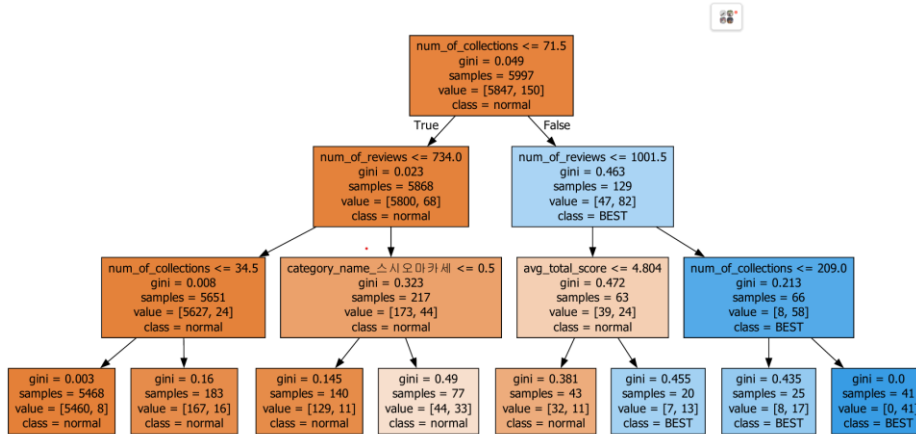 num_of_collections <= 71.5
gini = 0.049
samples = 5997
value = [5847, 150]
class = normal
True
False
num_of_reviews <= 734.0
gini = 0.023
samples = 5868
value = [5800, 68]
class = normal
num_of_reviews <= 1001.5
gini = 0.463
samples = 129
value = [47, 82]
class = BEST
num_of_collections <= 34.5
gini = 0.008
samples = 5651
value = [5627, 24]
class = normal
category_name_스시오마카세 <= 0.5
gini = 0.323
samples = 217
value = [173, 44]
class = normal
avg_total_score <= 4.804
gini = 0.472
samples = 63
value = [39, 24]
class = normal
num_of_collections <= 209.0
gini = 0.213
samples = 66
value = [8, 58]
class = BEST
gini = 0.003
samples = 5468
value = [5460, 8]
class = normal
gini = 0.16
samples = 183
value = [167, 16]
class = normal
gini = 0.145
samples = 140
value = [129, 11]
class = normal
gini = 0.49
samples = 77
value = [44, 33]
class = normal
gini = 0.381
samples = 43
value = [32, 11]
class = normal
gini = 0.455
samples = 20
value = [7, 13]
class = BEST
gini = 0.435
samples = 25
value = [8, 17]
class = BEST
gini = 0.0
samples = 41
value = [0, 41]
class = BEST